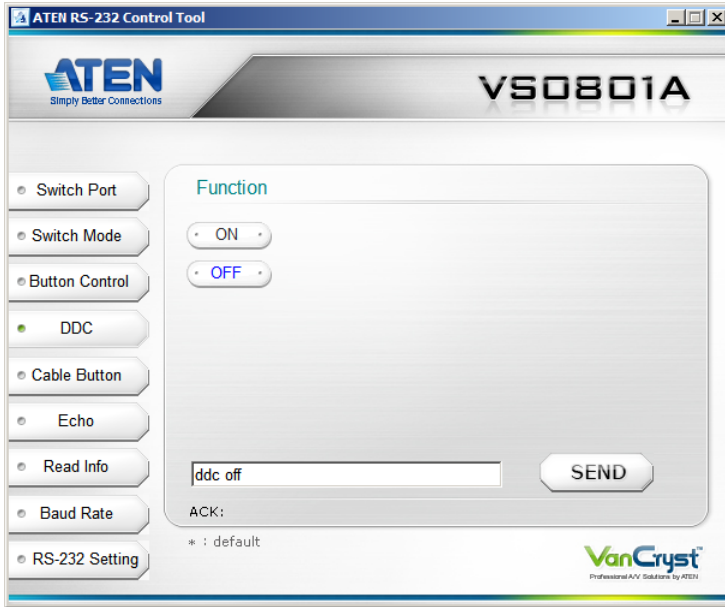 ATEN RS-232 Control Tool
ATEN
Simply Better Connections
VS0801A
Switch Port
Switch Mode
Button Control
DDC
Cable Button
Echo
Read Info
Baud Rate
RS-232 Setting
Function
ON
OFF
ddc off
SEND
ACK:
* : default
VanCryst™
Professional A/V Solutions by ATEN